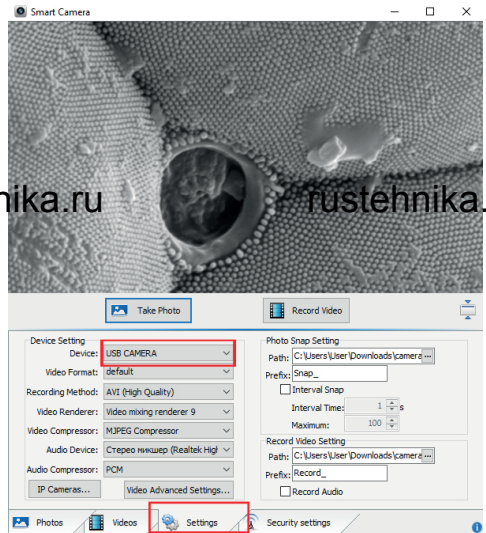 Smart Camera
nika.ru rustehnika.
Take Photo Record Video
Device Setting
Device: USB CAMERA
Video Format: default
Recording Method: AVI (High Quality)
Video Renderer: Video mixing renderer 9
Video Compressor: MJPEG Compressor
Audio Device: Стерео микшер (Realtek High
Audio Compressor: PCM
IP Cameras... Video Advanced Settings...
Photo Snap Setting
Path: C:\Users\User\Downloads\camera ...
Prefix: Snap_
Interval Snap
Interval Time: 1 s
Maximum: 100
Record Video Setting
Path: C:\Users\User\Downloads\camera ...
Prefix: Record_
Record Audio
Photos Videos Settings Security settings